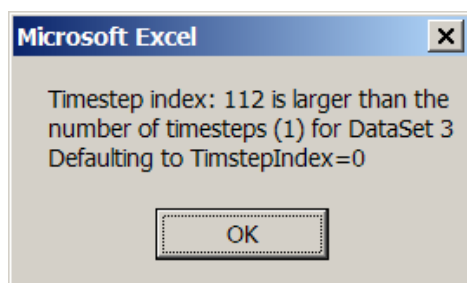 Microsoft Excel
Timestep index: 112 is larger than the
number of timesteps (1) for DataSet 3
Defaulting to TimstepIndex=0
OK